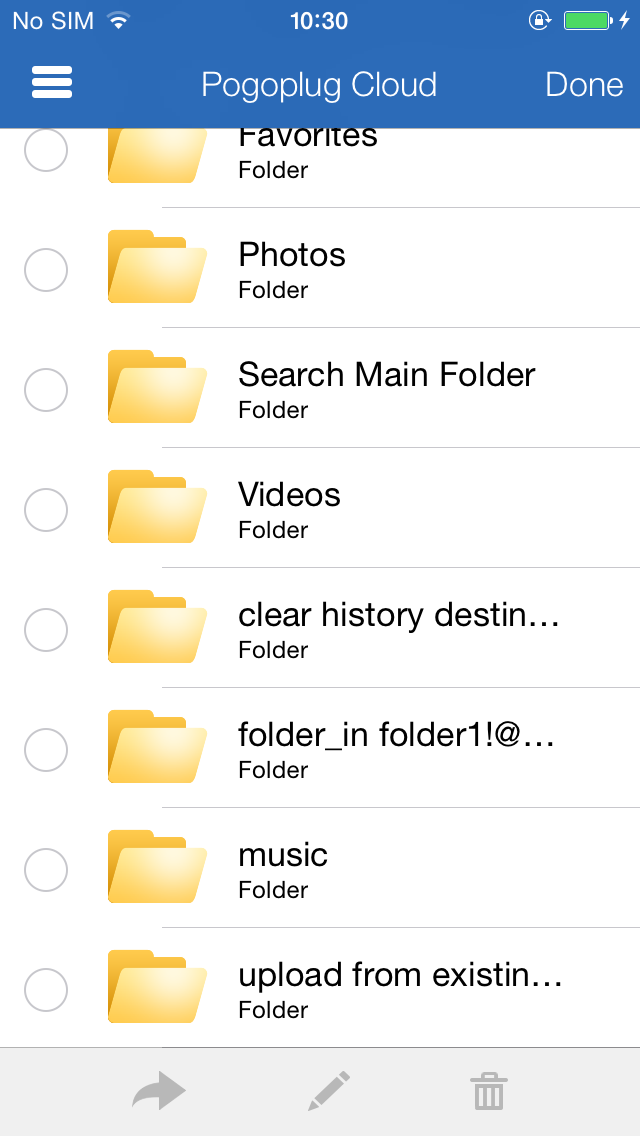 No SIM 10:30
Pogoplug Cloud Done
Favorites
Folder
Photos
Folder
Search Main Folder
Folder
Videos
Folder
clear history destin...
Folder
folder_in folder1!@...
Folder
music
Folder
upload from existin...
Folder